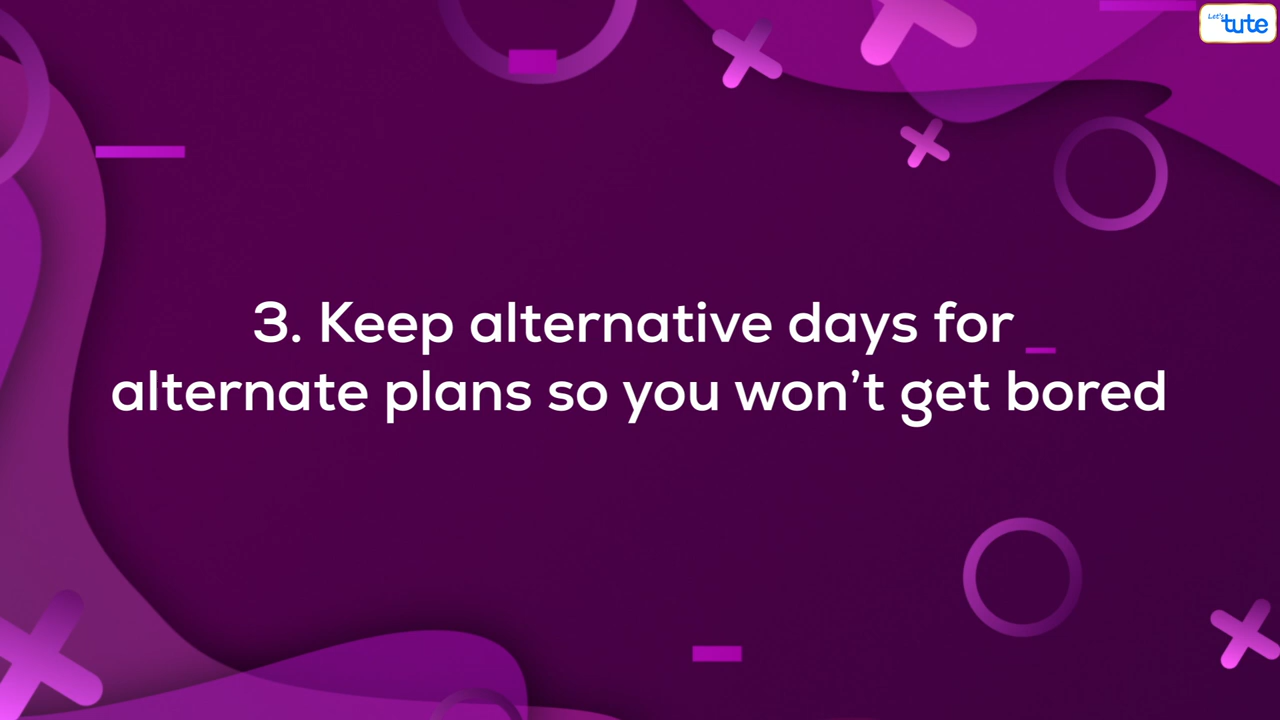 Let's
tute
3. Keep alternative days for
alternate plans so you won’t get bored